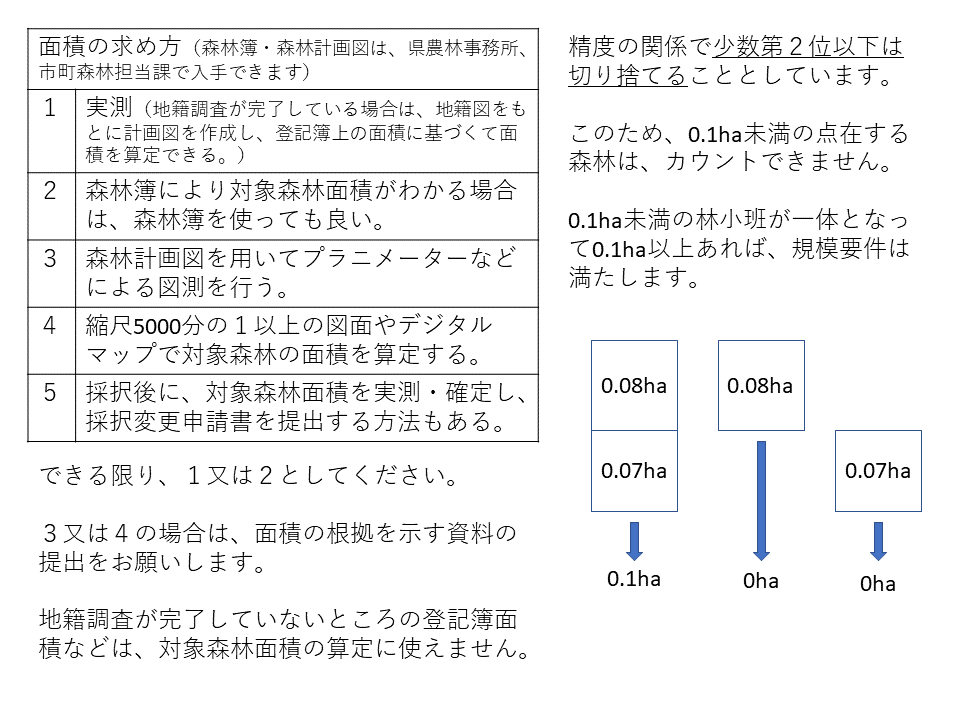 面積の求め方（森林簿・森林計画図は、県農林事務所、
市町森林担当課で入手できます）
1 実測（地籍調査が完了している場合は、地籍図をも
とに計画図を作成し、登記簿上の面積に基づくて面
積を算定できる。）
2 森林簿により対象森林面積がわかる場合
は、森林簿を使っても良い。
3 森林計画図を用いてプラニメーターなど
による図測を行う。
4 縮尺5000分の１以上の図面やデジタル
マップで対象森林の面積を算定する。
5 採択後に、対象森林面積を実測・確定し、
採択変更申請書を提出する方法もある。
できる限り、１又は２としてください。
３又は４の場合は、面積の根拠を示す資料の
提出をお願いします。
地籍調査が完了していないところの登記簿面
積などは、対象森林面積の算定に使えません。
精度の関係で少数第２位以下は
切り捨てることとしています。
このため、0.1ha未満の点在する
森林は、カウントできません。
0.1ha未満の林小班が一体となっ
て0.1ha以上あれば、規模要件は
満たします。
0.08ha
0.08ha
0.07ha
0.07ha
0.1ha
0ha
0ha